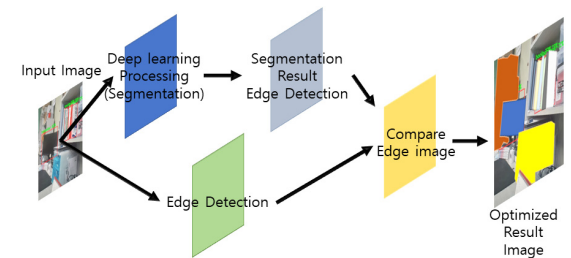 Input Image
Deep learning
Processing
(Segmentation)
Segmentation
Result
Edge Detection
Edge Detection
Compare
Edge image
Optimized
Result
Image